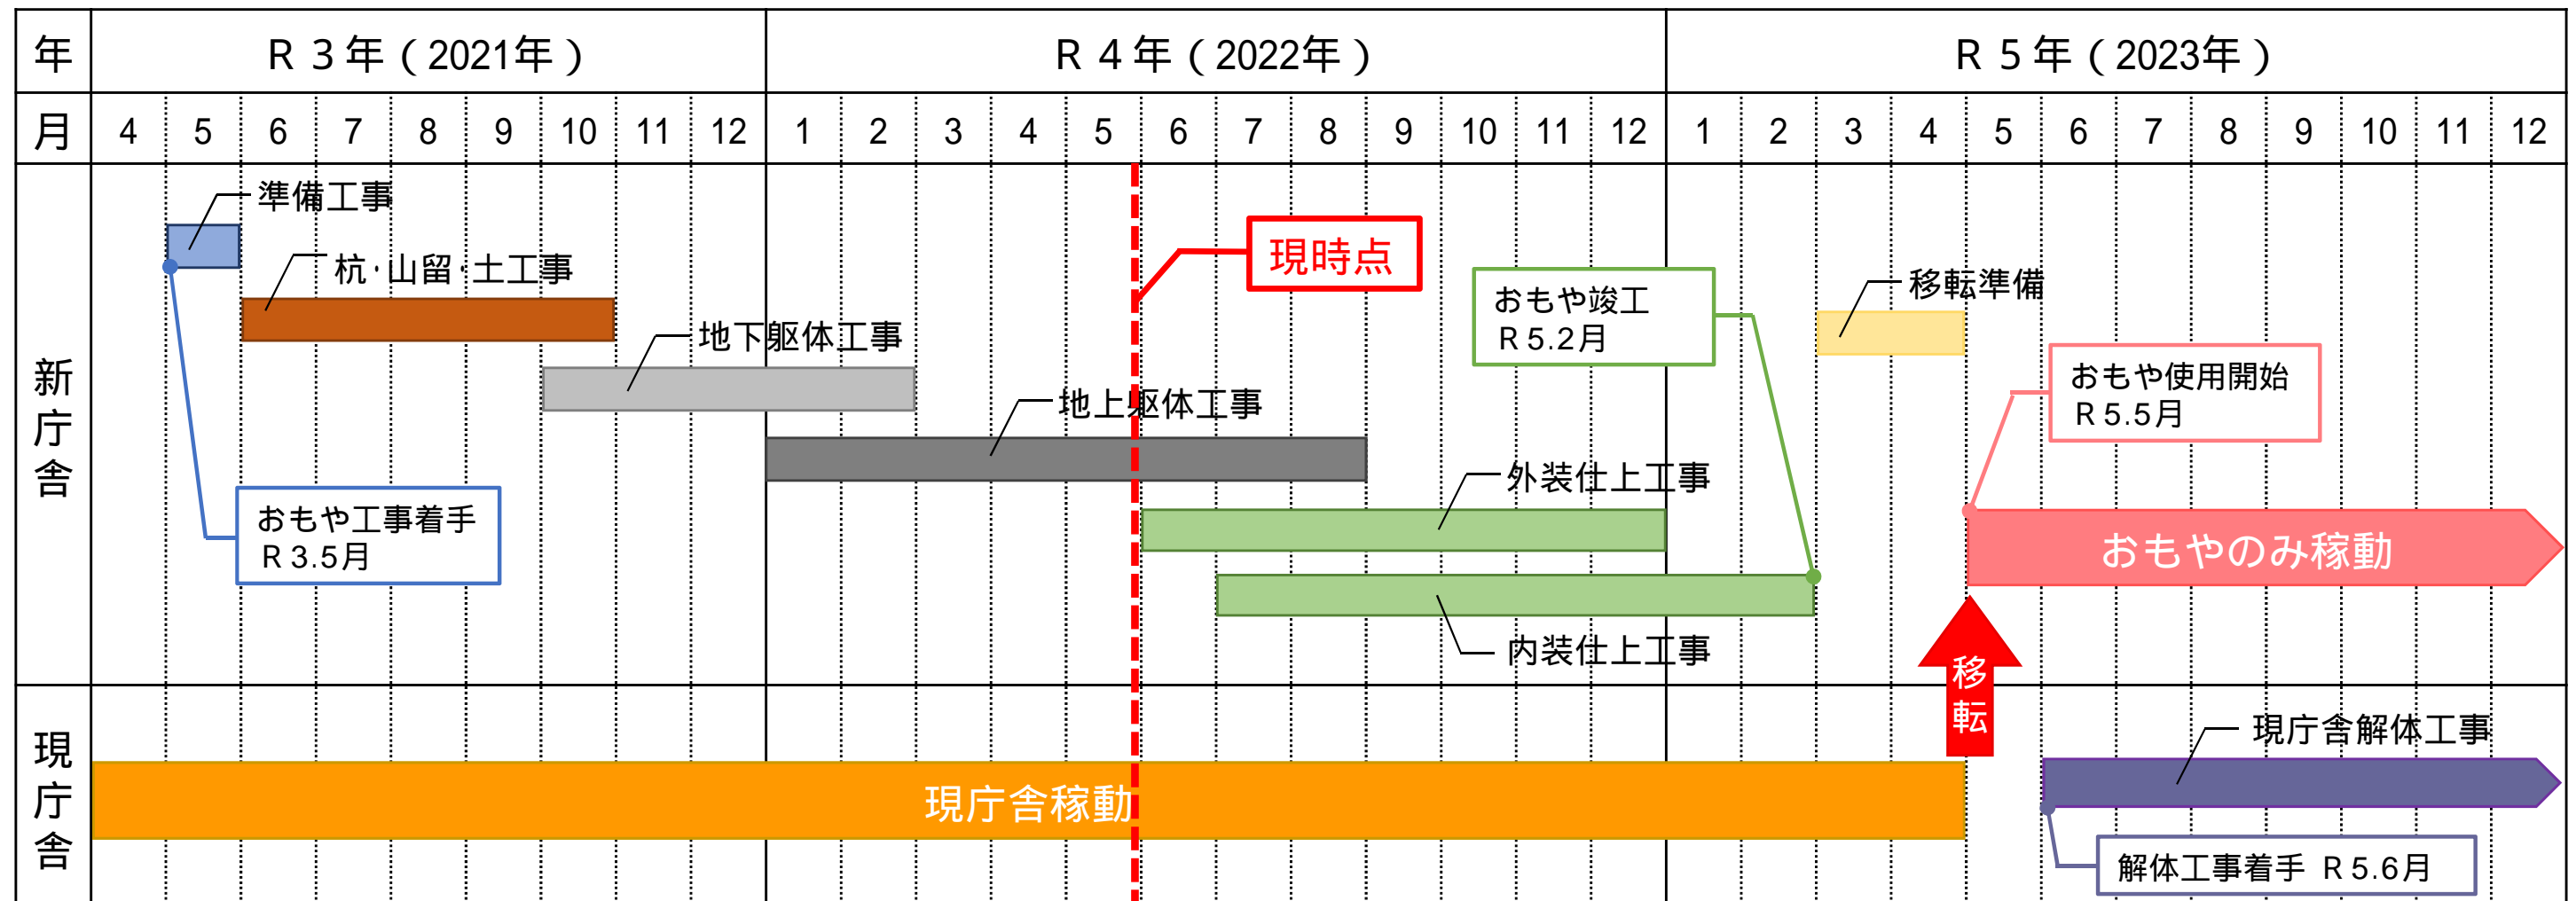 年 Ｒ３年（2021年） Ｒ４年（2022年） Ｒ５年（2023年）
月 4 5 6 7 8 9 10 11 12 1 2 3 4 5 6 7 8 9 10 11 12 1 2 3 4 5 6 7 8 9 10 11 12
新庁舎
準備工事
杭･山留･土工事
地下躯体工事
地上躯体工事
現時点
外装仕上工事
内装仕上工事
おもや工事着手
Ｒ3.5月
おもや竣工
Ｒ5.2月
移転準備
おもや使用開始
Ｒ5.5月
おもやのみ稼動
移転
現庁舎
現庁舎稼動
現庁舎解体工事
解体工事着手 Ｒ5.6月